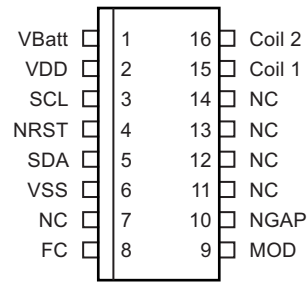 VBatt 1 16 Coil 2
VDD 2 15 Coil 1
SCL 3 14 NC
NRST 4 13 NC
SDA 5 12 NC
VSS 6 11 NC
NC 7 10 NGAP
FC 8 9 MOD